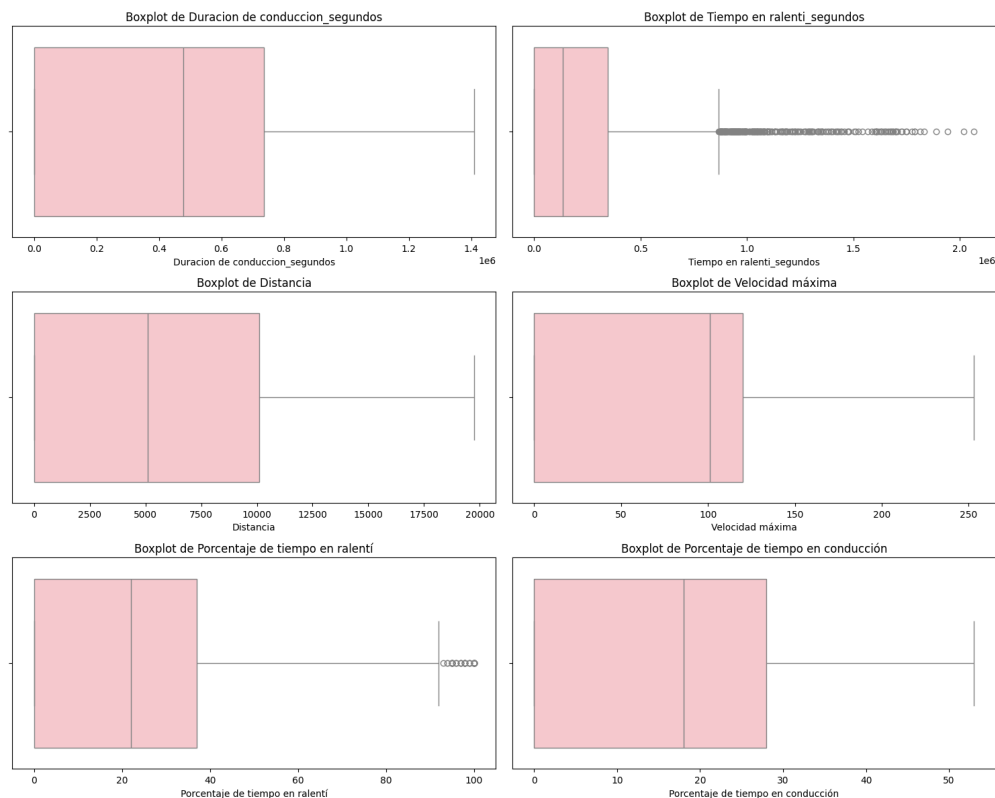 Boxplot de Duracion de conduccion_segundos
0.0 0.2 0.4 0.6 0.8 1.0 1.2 1.4
1e6
Duracion de conduccion_segundos
Boxplot de Tiempo en ralenti_segundos
0.0 0.5 1.0 1.5 2.0
1e6
Tiempo en ralenti_segundos
Boxplot de Distancia
0 2500 5000 7500 10000 12500 15000 17500 20000
Distancia
Boxplot de Velocidad máxima
0 50 100 150 200 250
Velocidad máxima
Boxplot de Porcentaje de tiempo en ralentí
0 20 40 60 80 100
Porcentaje de tiempo en ralentí
Boxplot de Porcentaje de tiempo en conducción
0 10 20 30 40 50
Porcentaje de tiempo en conducción